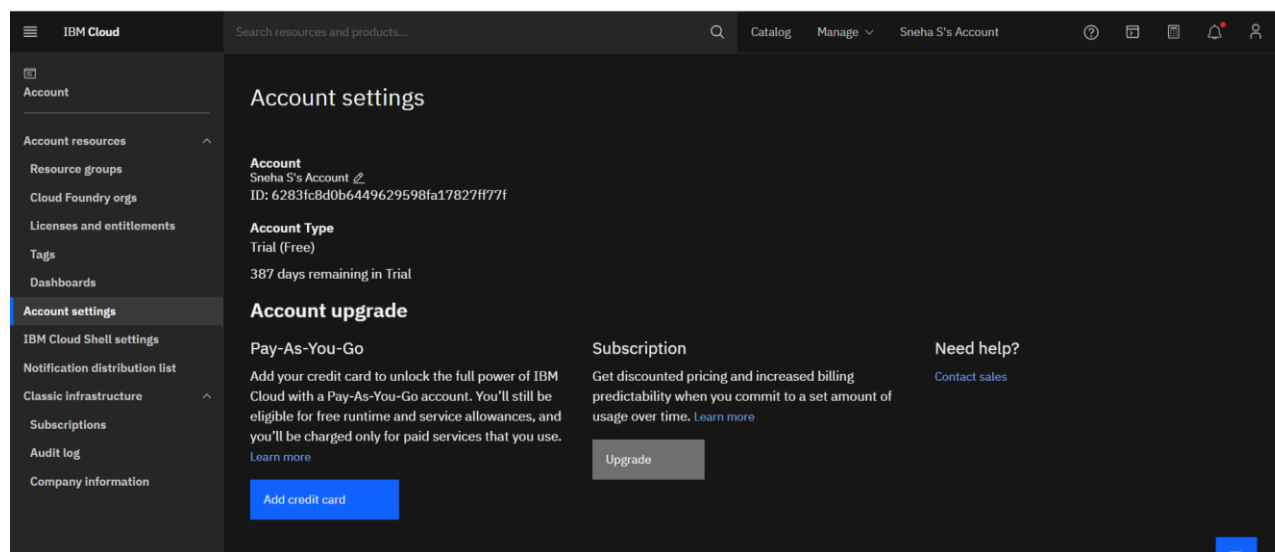 IBM Cloud
Search resources and products...
Catalog
Manage
Sneha S's Account
Account
Account resources
Resource groups
Cloud Foundry orgs
Licenses and entitlements
Tags
Dashboards
Account settings
IBM Cloud Shell settings
Notification distribution list
Classic infrastructure
Subscriptions
Audit log
Company information
Account settings
Account
Sneha S's Account
ID: 6283fc8d0b6449629598fa17827ff77f
Account Type
Trial (Free)
387 days remaining in Trial
Account upgrade
Pay-As-You-Go
Add your credit card to unlock the full power of IBM
Cloud with a Pay-As-You-Go account. You'll still be
eligible for free runtime and service allowances, and
you'll be charged only for paid services that you use.
Learn more
Add credit card
Subscription
Get discounted pricing and increased billing
predictability when you commit to a set amount of
usage over time. Learn more
Upgrade
Need help?
Contact sales